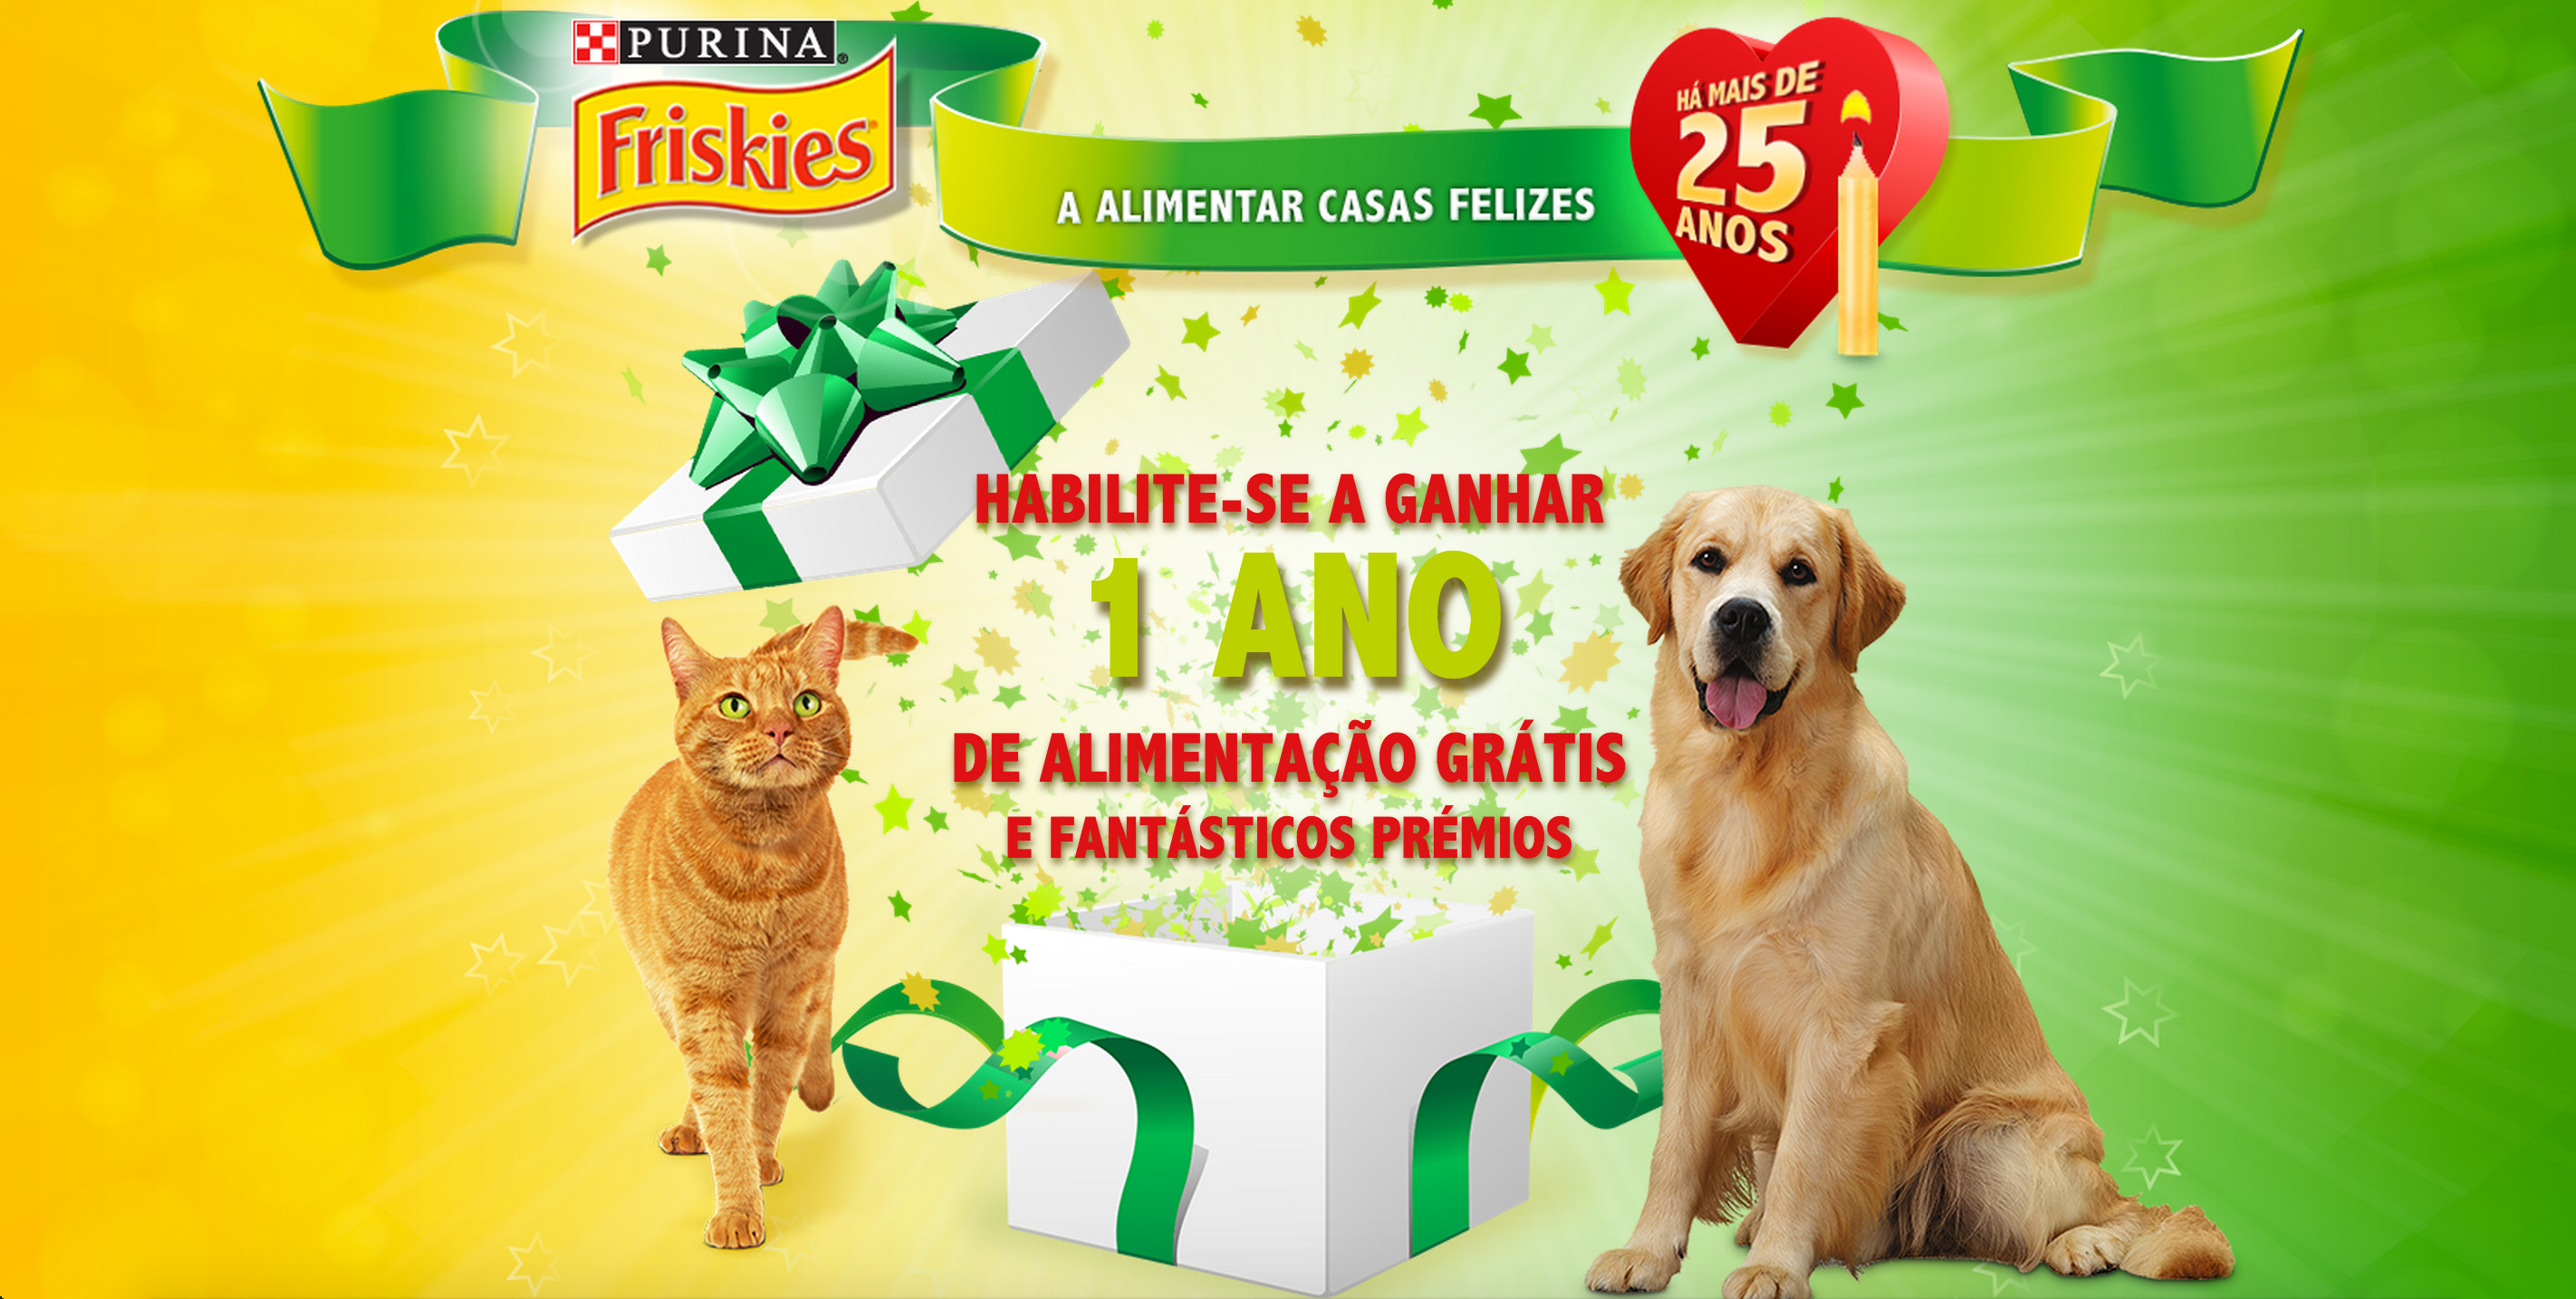 PURINA
Friskies
A ALIMENTAR CASAS FELIZES
HÁ MAIS DE
25
ANOS
HABILITE-SE A GANHAR
1 ANO
DE ALIMENTAÇÃO GRÁTIS
E FANTÁSTICOS PRÉMIOS